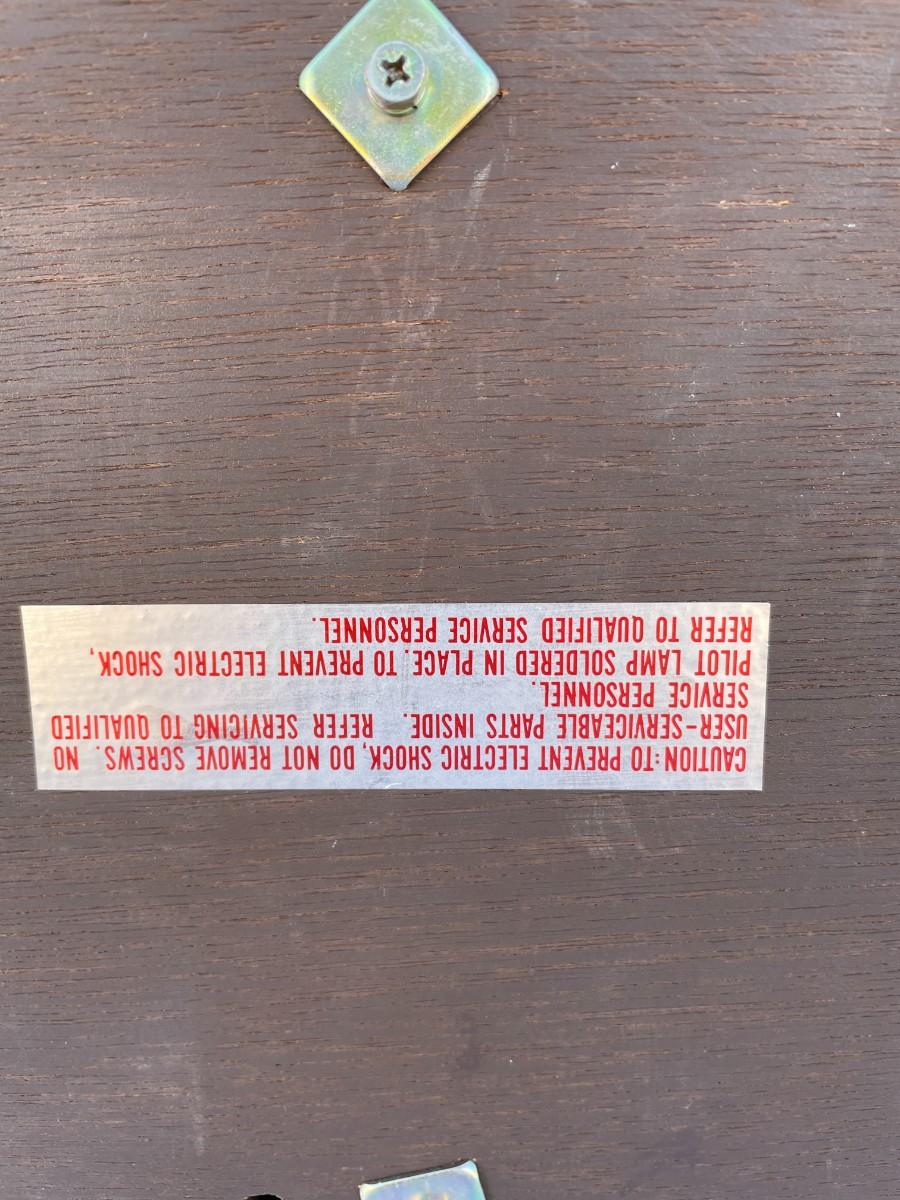 CAUTION:TO PREVENT ELECTRIC SHOCK, DO NOT REMOVE SCREWS. NO
USER-SERVICEABLE PARTS INSIDE. REFER SERVICING TO QUALIFIED
SERVICE PERSONNEL.
PILOT LAMP SOLDERED IN PLACE. TO PREVENT ELECTRIC SHOCK,
REFER TO QUALIFIED SERVICE PERSONNEL.